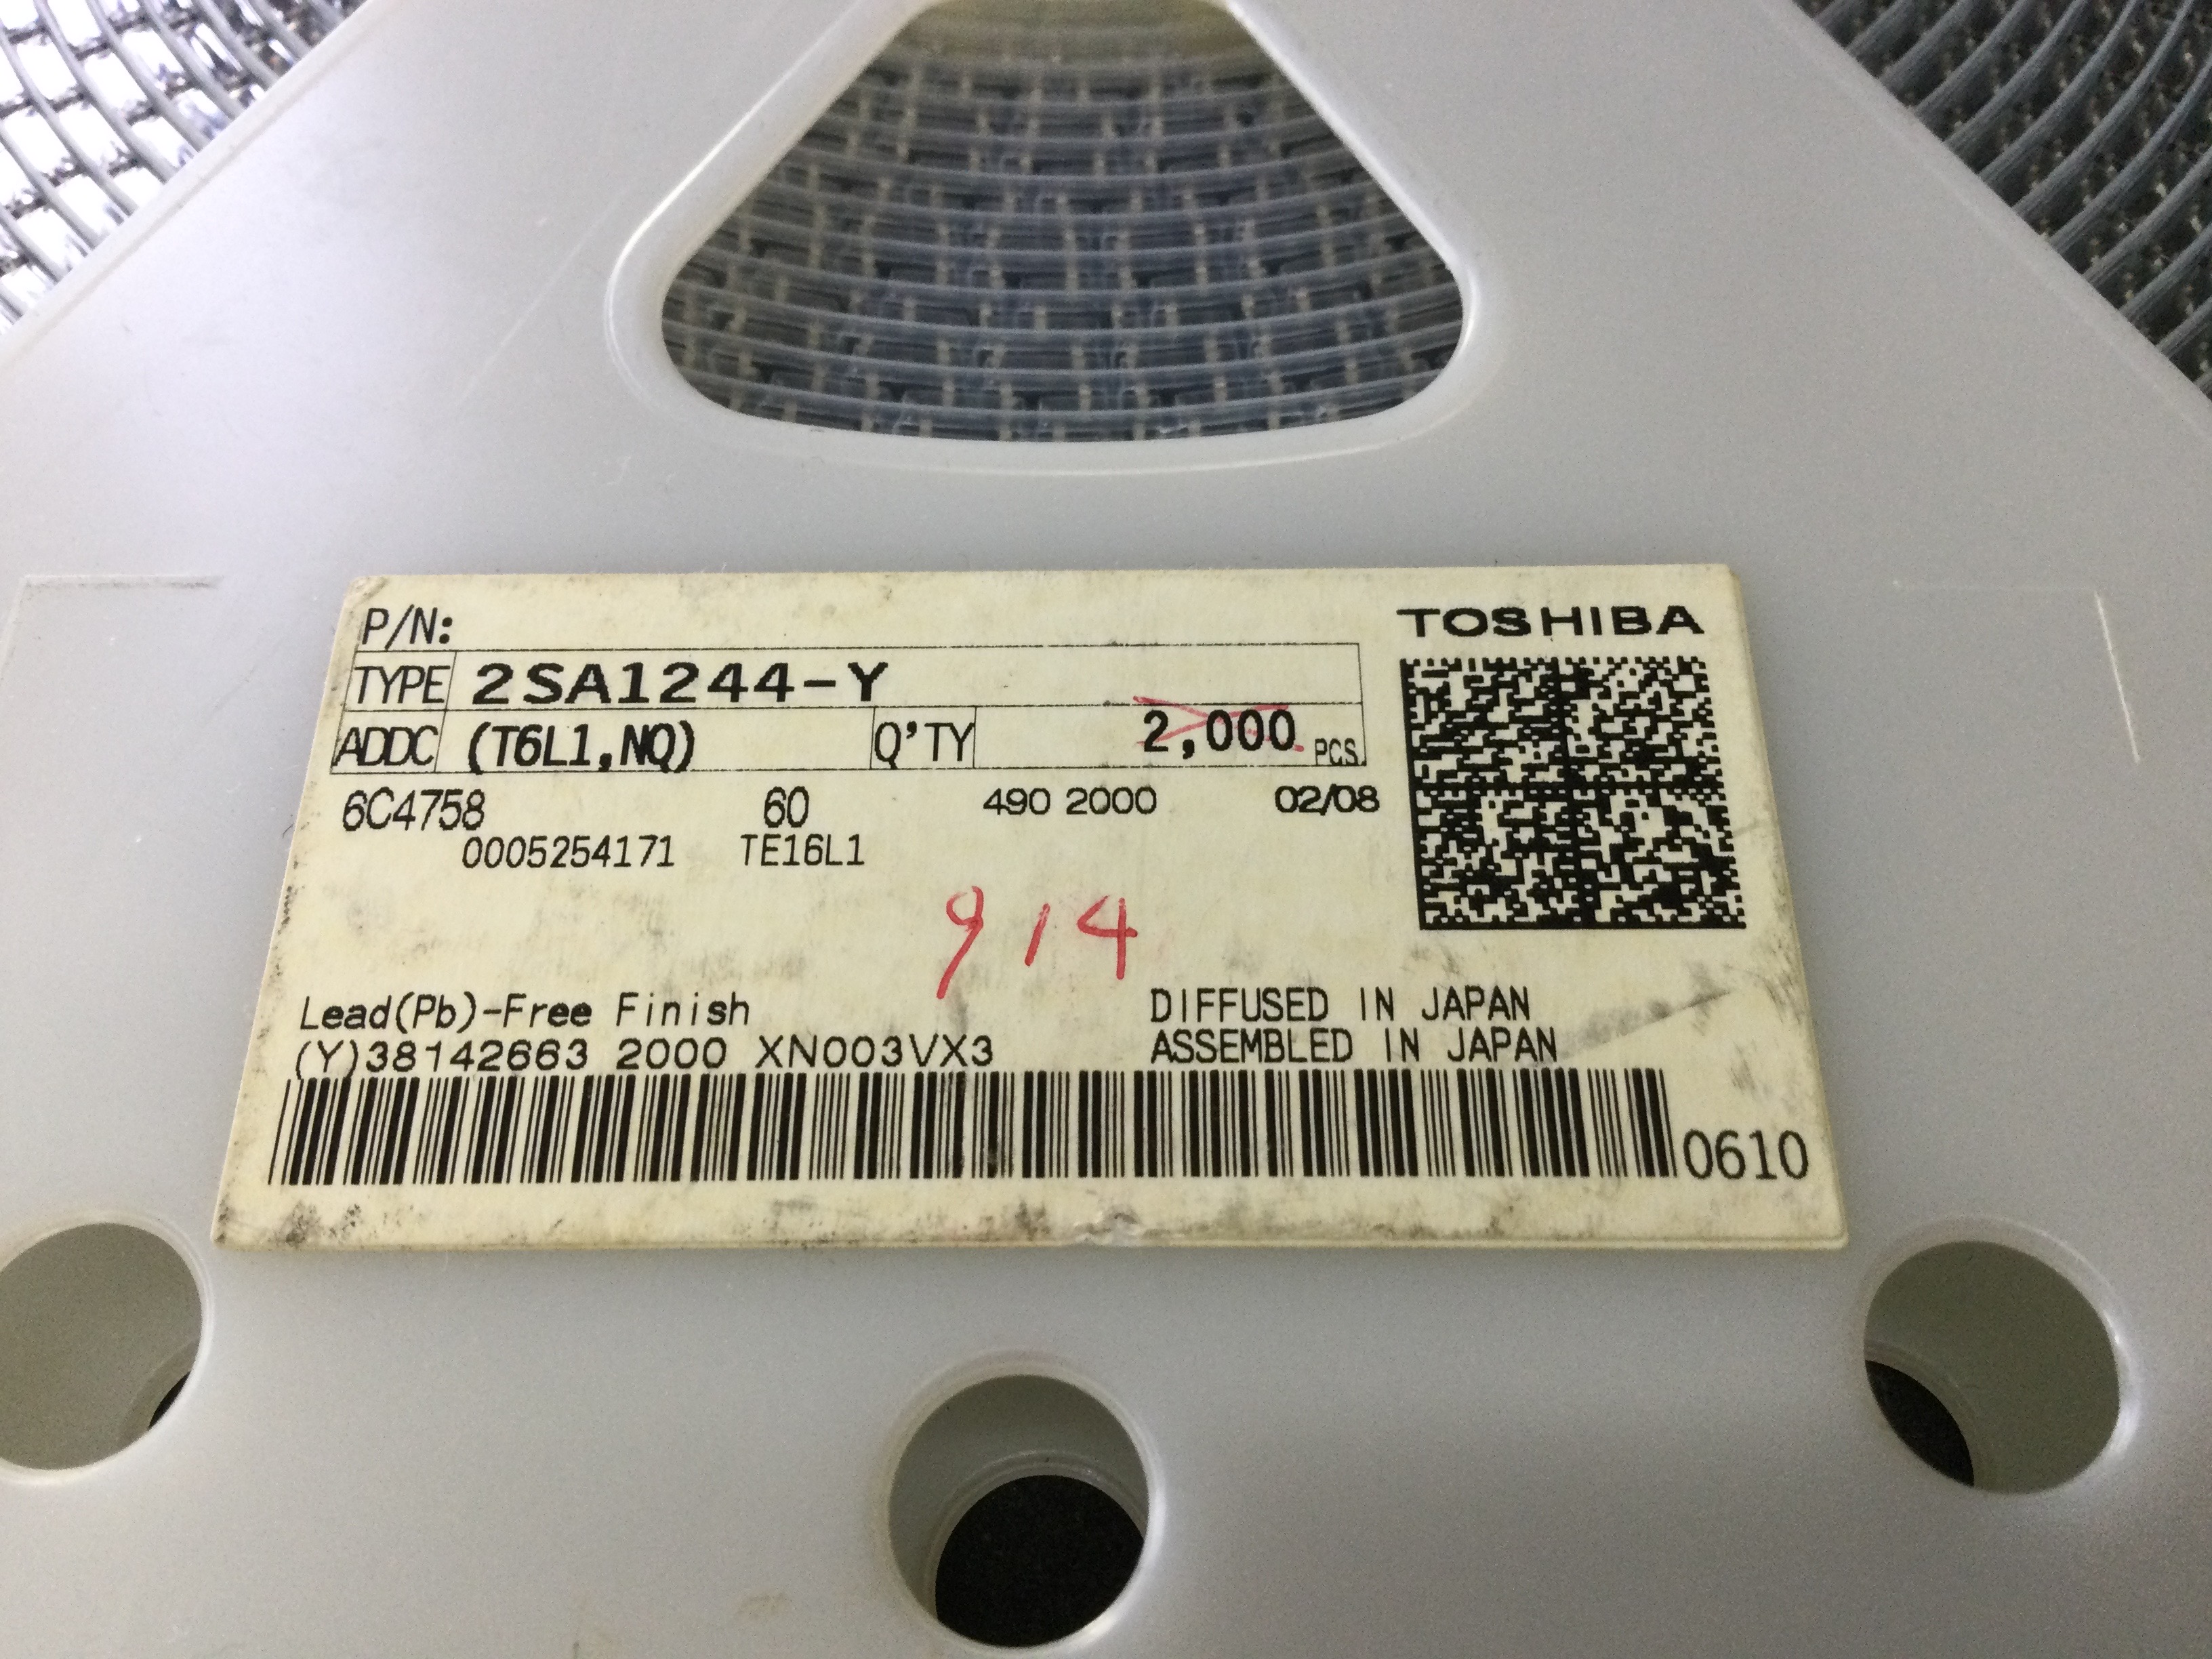 P/N:
TOSHIBA
TYPE 2SA1244-Y
ADDC (T6L1,NQ) Q'TY 2,000 PCS.
6C4758 60 490 2000 02/08
0005254171 TE16L1
914
Lead(Pb)-Free Finish
DIFFUSED IN JAPAN
(Y)38142663 2000 XN003VX3
ASSEMBLED IN JAPAN
0610